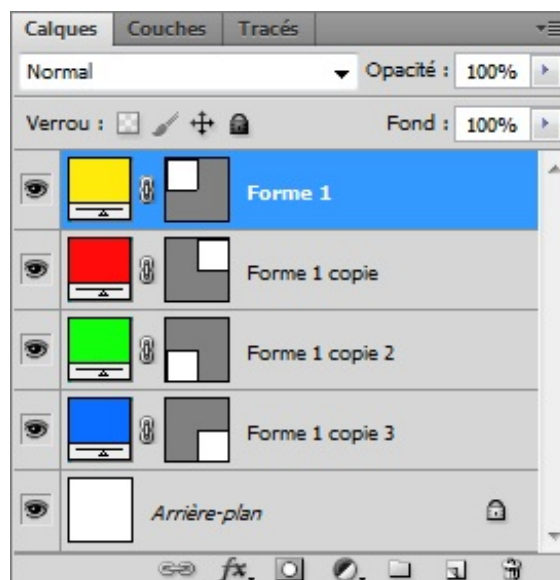 Calques Couches Tracés
Normal Opacité : 100%
Verrou : Fond : 100%
Forme 1
Forme 1 copie
Forme 1 copie 2
Forme 1 copie 3
Arrière-plan
fx.